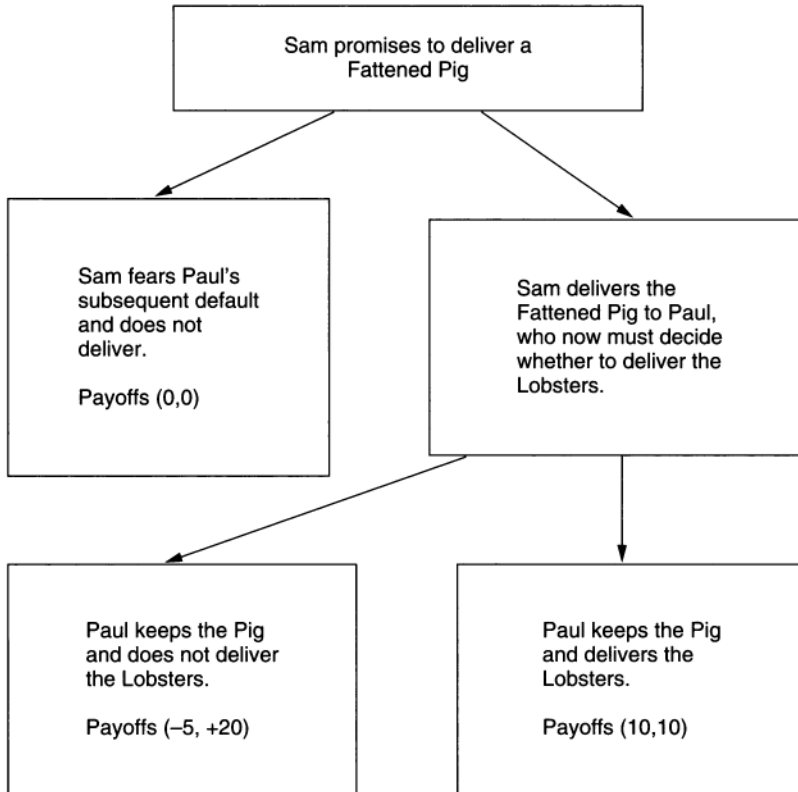 Sam promises to deliver a
Fattened Pig
Sam fears Paul's
subsequent default
and does not
deliver.
Payoffs (0,0)
Sam delivers the
Fattened Pig to Paul,
who now must decide
whether to deliver the
Lobsters.
Paul keeps the Pig
and does not deliver
the Lobsters.
Payoffs (–5, +20)
Paul keeps the Pig
and delivers the
Lobsters.
Payoffs (10,10)